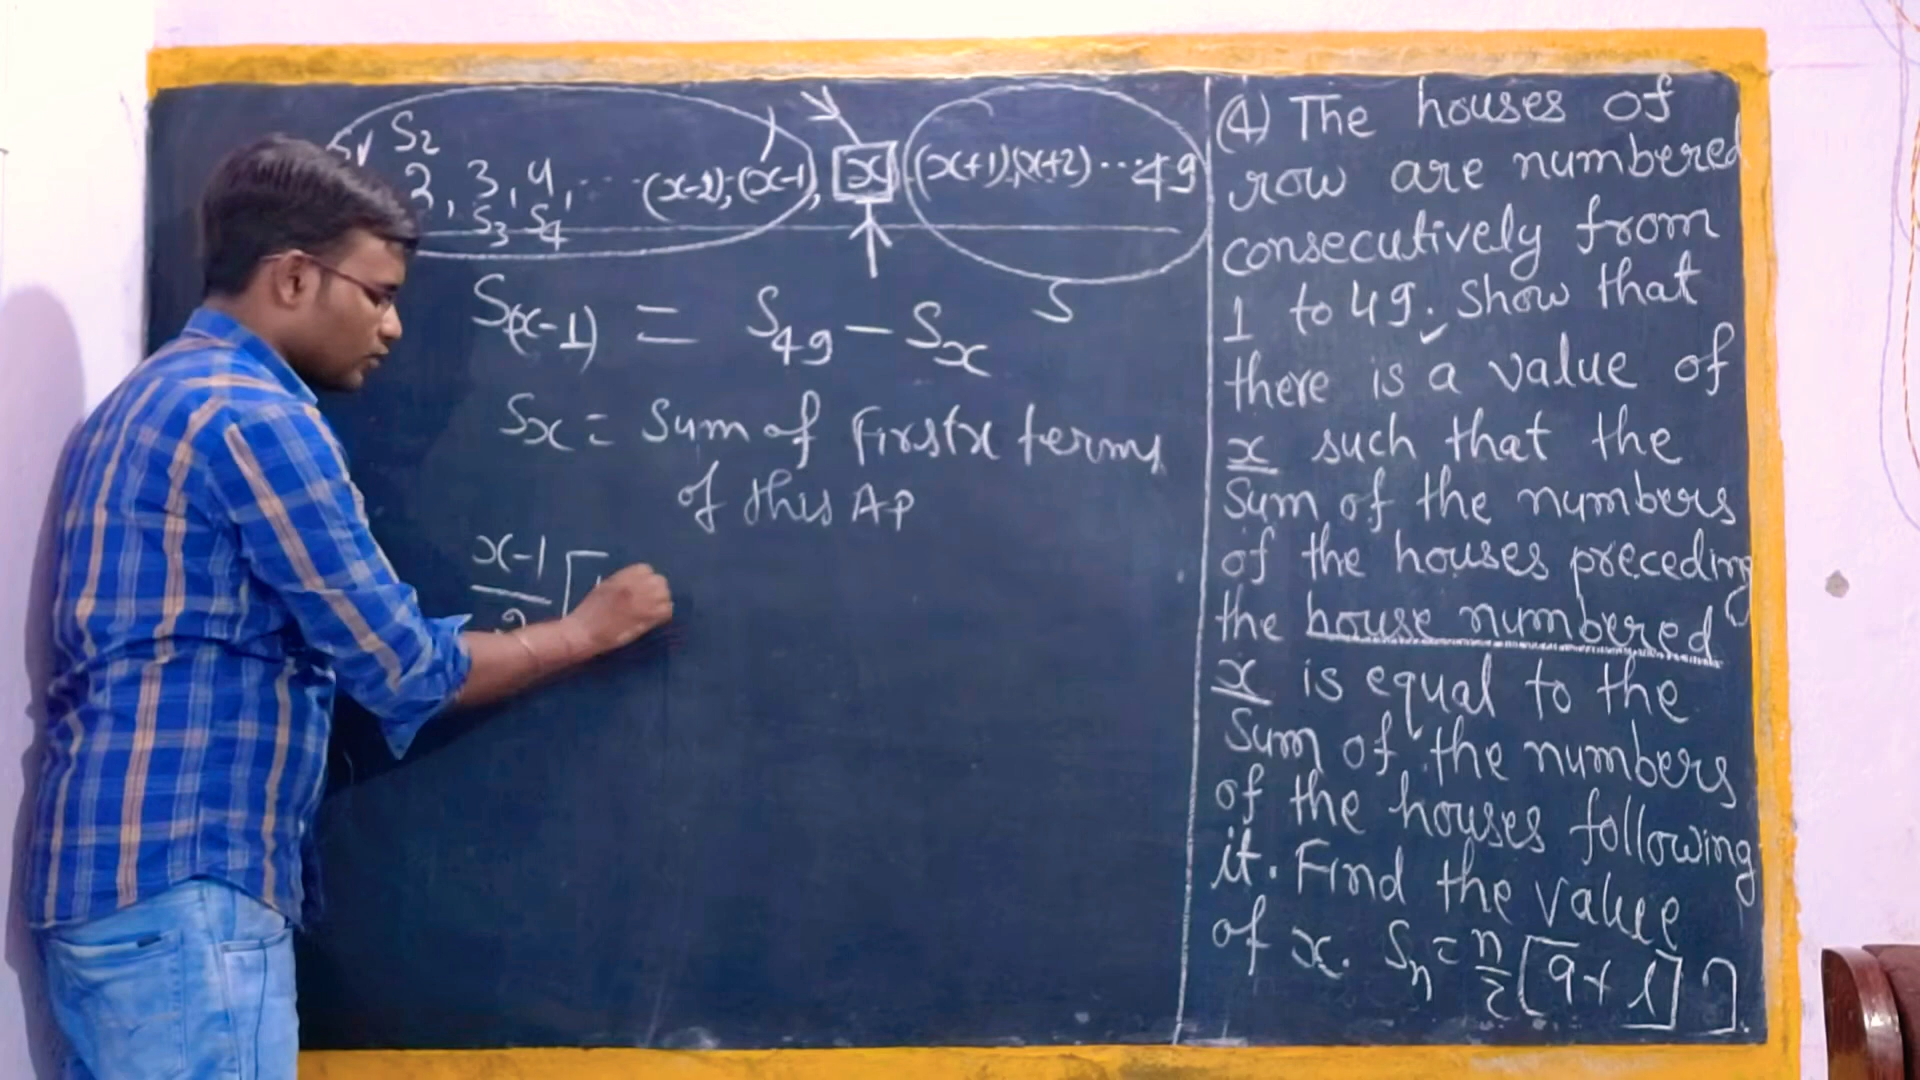 S₁ S₂
2, 3, 4, ... (x-2), (x-1), x (x+1), (x+2) ... 49
S₃ S₄
S(x-1) = S₄₉ - Sₓ
S
Sₓ = Sum of First x terms
of this AP
x-1/2 [
(4) The houses of
row are numbered
consecutively from
1 to 49. Show that
there is a value of
x such that the
Sum of the numbers
of the houses preceding
the house numbered
x is equal to the
Sum of the numbers
of the houses following
it. Find the value
of x. Sₙ = n/2 [a + l]